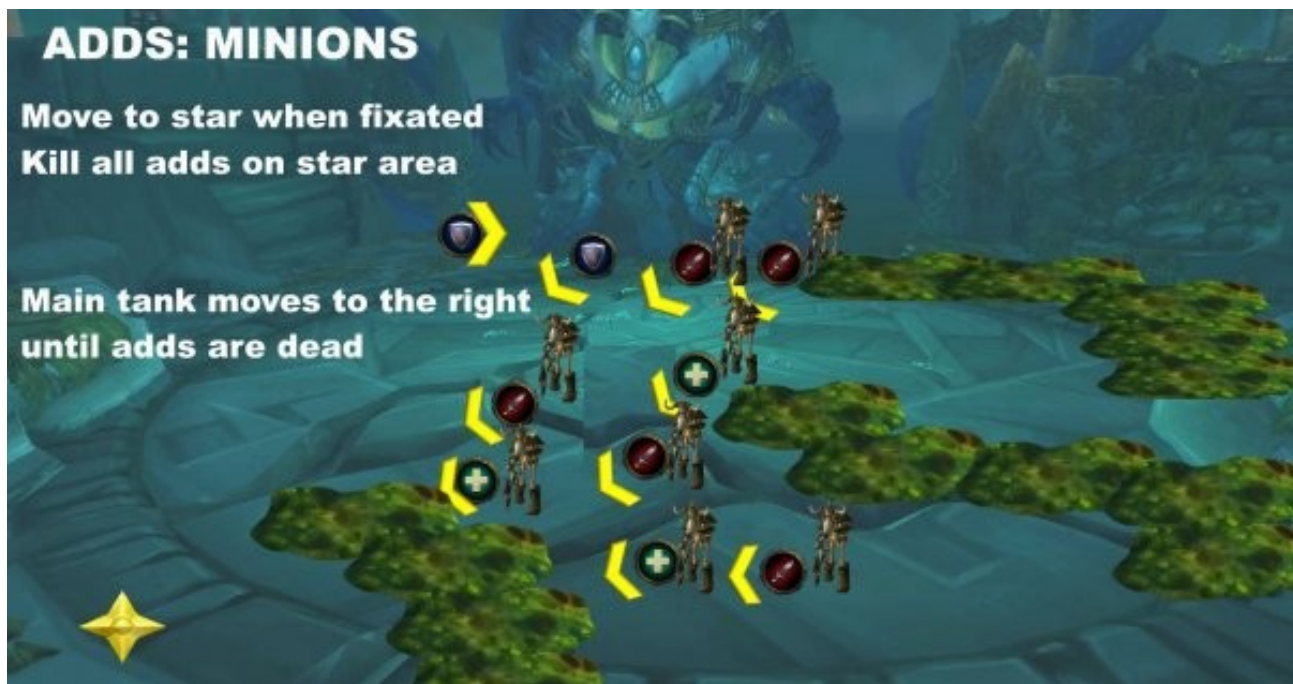 ADDS: MINIONS
Move to star when fixated
Kill all adds on star area
Main tank moves to the right
until adds are dead